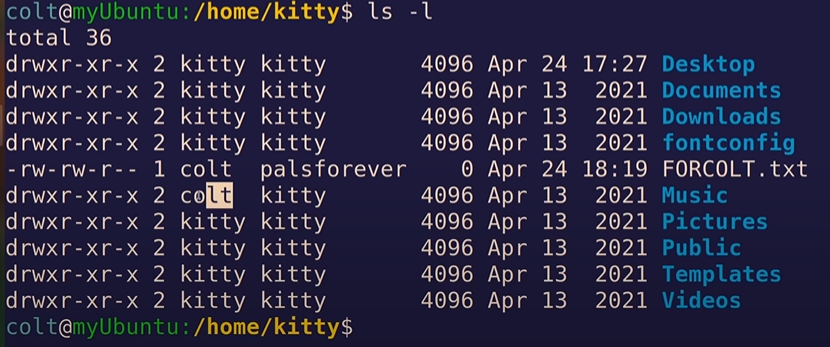 colt@myUbuntu:/home/kitty$ ls -l
total 36
drwxr-xr-x 2 kitty kitty 4096 Apr 24 17:27 Desktop
drwxr-xr-x 2 kitty kitty 4096 Apr 13 2021 Documents
drwxr-xr-x 2 kitty kitty 4096 Apr 13 2021 Downloads
drwxr-xr-x 2 kitty kitty 4096 Apr 13 2021 fontconfig
-rw-rw-r-- 1 colt palsforever 0 Apr 24 18:19 FORCOLT.txt
drwxr-xr-x 2 colt kitty 4096 Apr 13 2021 Music
drwxr-xr-x 2 kitty kitty 4096 Apr 13 2021 Pictures
drwxr-xr-x 2 kitty kitty 4096 Apr 13 2021 Public
drwxr-xr-x 2 kitty kitty 4096 Apr 13 2021 Templates
drwxr-xr-x 2 kitty kitty 4096 Apr 13 2021 Videos
colt@myUbuntu:/home/kitty$